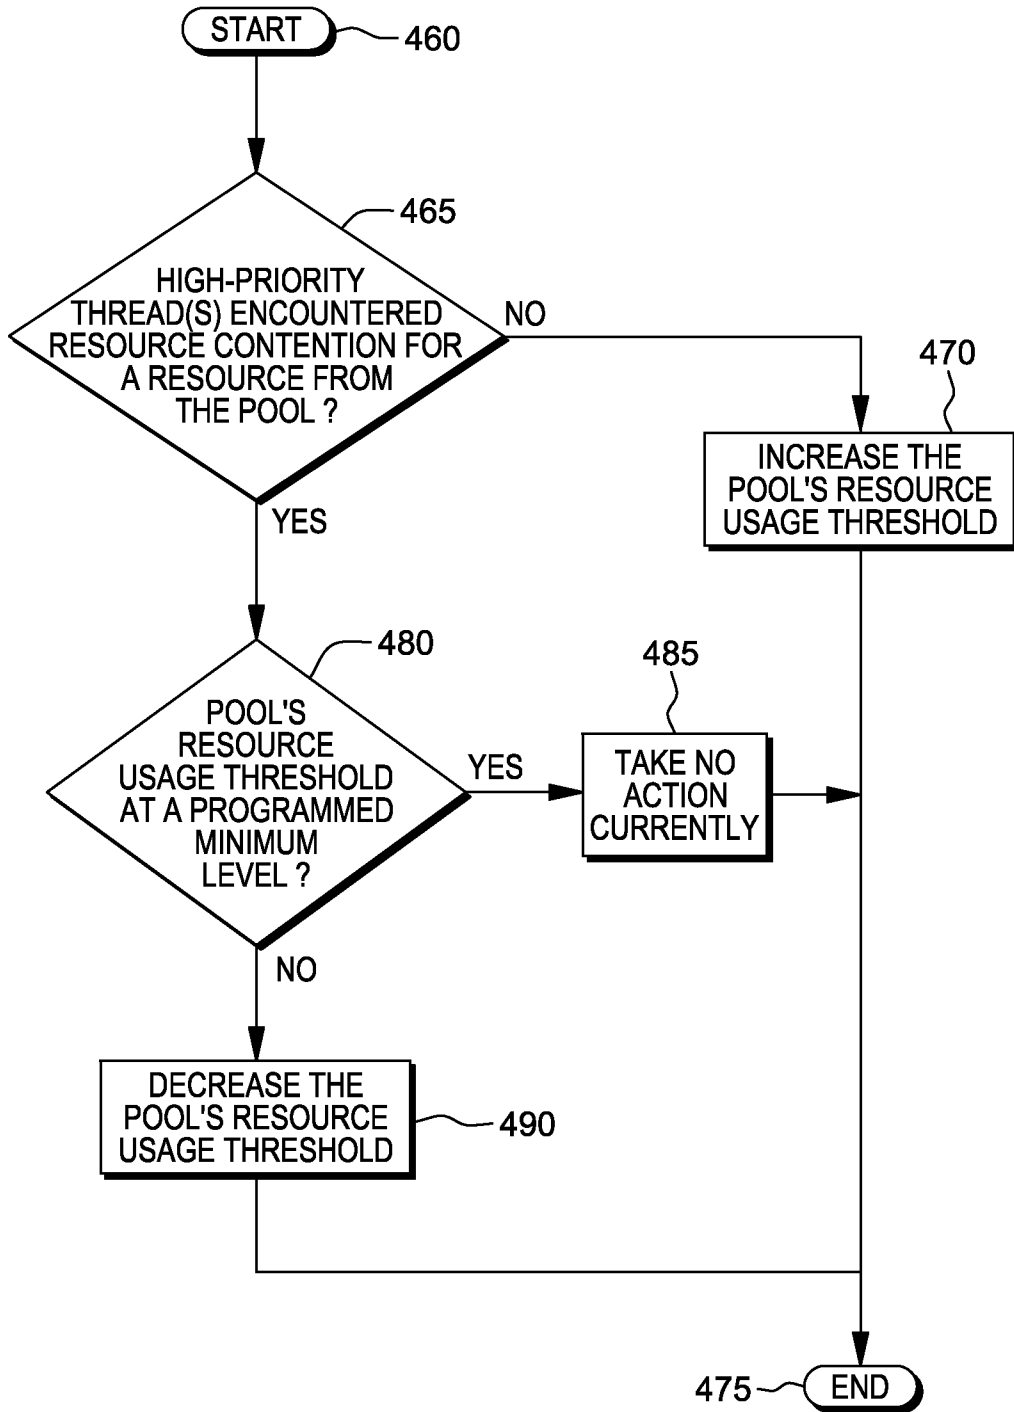 START
460
465
HIGH-PRIORITY
THREAD(S) ENCOUNTERED
RESOURCE CONTENTION FOR
A RESOURCE FROM
THE POOL ?
NO
470
INCREASE THE
POOL'S RESOURCE
USAGE THRESHOLD
YES
480
POOL'S
RESOURCE
USAGE THRESHOLD
AT A PROGRAMMED
MINIMUM
LEVEL ?
YES
485
TAKE NO
ACTION
CURRENTLY
NO
DECREASE THE
POOL'S RESOURCE
USAGE THRESHOLD
490
475
END